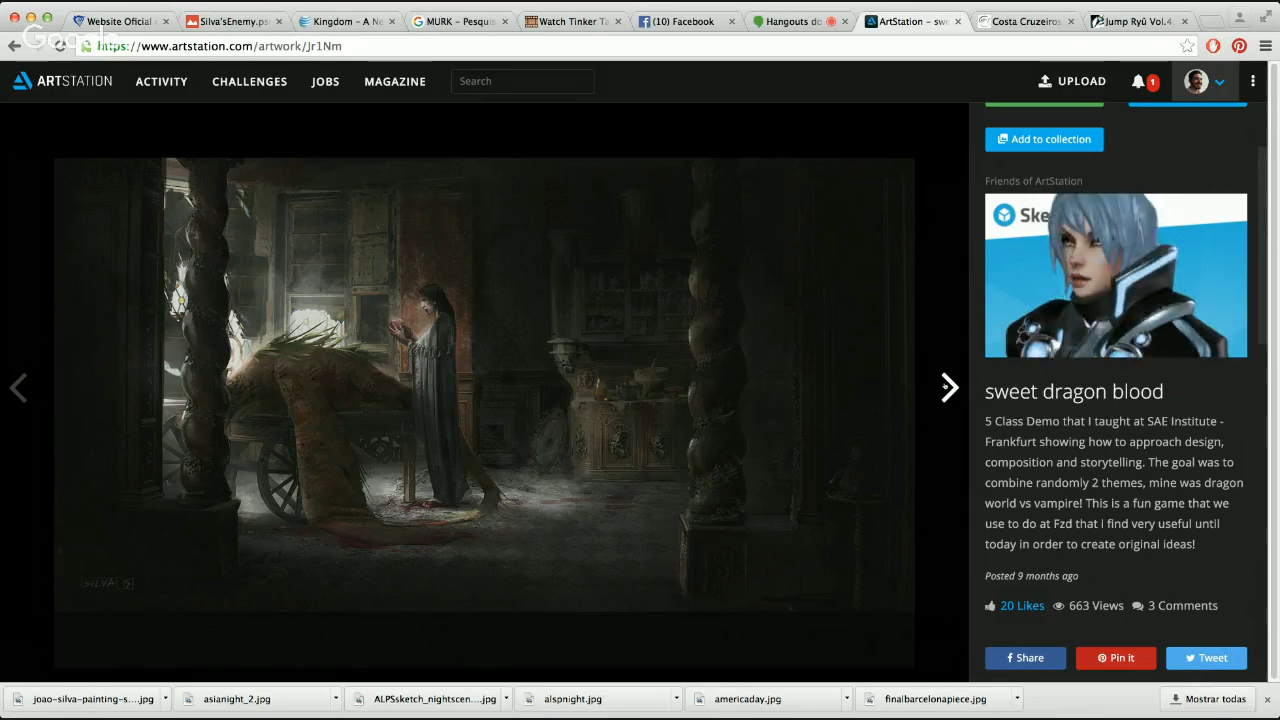 Website Oficial
Silva'sEnemy.ps
Kingdom – A Ne
MURK – Pesquis
Watch Tinker Ta
(10) Facebook
Hangouts do
ArtStation – swe
Costa Cruzeiros
Jump Ryū Vol.4
https://www.artstation.com/artwork/Jr1Nm
ARTSTATION
ACTIVITY
CHALLENGES
JOBS
MAGAZINE
Search
UPLOAD
1
Add to collection
Friends of ArtStation
Ske
sweet dragon blood
5 Class Demo that I taught at SAE Institute -
Frankfurt showing how to approach design,
composition and storytelling. The goal was to
combine randomly 2 themes, mine was dragon
world vs vampire! This is a fun game that we
use to do at Fzd that i find very useful until
today in order to create original ideas!
Posted 9 months ago
20 Likes
663 Views
3 Comments
Share
Pin it
Tweet
joao-silva-painting-s....jpg
asianight_2.jpg
ALPSsketch_nightscen....jpg
alspnight.jpg
americaday.jpg
finalbarcelonapiece.jpg
Mostrar todas